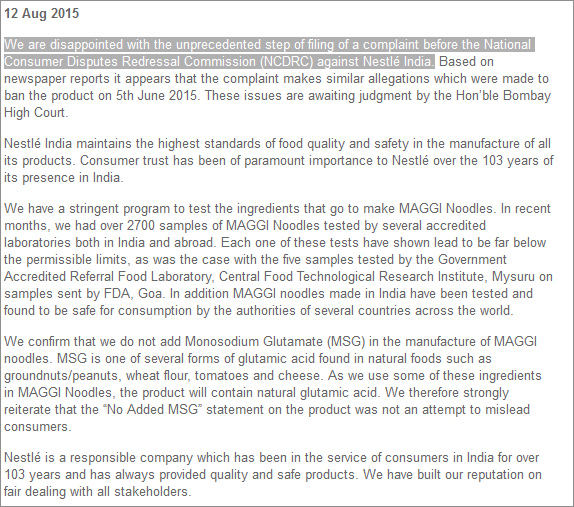 12 Aug 2015
We are disappointed with the unprecedented step of filing of a complaint before the National
Consumer Disputes Redressal Commission (NCDRC) against Nestlé India. Based on
newspaper reports it appears that the complaint makes similar allegations which were made to
ban the product on 5th June 2015. These issues are awaiting judgment by the Hon’ble Bombay
High Court.
Nestlé India maintains the highest standards of food quality and safety in the manufacture of all
its products. Consumer trust has been of paramount importance to Nestlé over the 103 years of
its presence in India.
We have a stringent program to test the ingredients that go to make MAGGI Noodles. In recent
months, we had over 2700 samples of MAGGI Noodles tested by several accredited
laboratories both in India and abroad. Each one of these tests have shown lead to be far below
the permissible limits, as was the case with the five samples tested by the Government
Accredited Referral Food Laboratory, Central Food Technological Research Institute, Mysuru on
samples sent by FDA, Goa. In addition MAGGI noodles made in India have been tested and
found to be safe for consumption by the authorities of several countries across the world.
We confirm that we do not add Monosodium Glutamate (MSG) in the manufacture of MAGGI
noodles. MSG is one of several forms of glutamic acid found in natural foods such as
groundnuts/peanuts, wheat flour, tomatoes and cheese. As we use some of these ingredients
in MAGGI Noodles, the product will contain natural glutamic acid. We therefore strongly
reiterate that the “No Added MSG” statement on the product was not an attempt to mislead
consumers.
Nestlé is a responsible company which has been in the service of consumers in India for over
103 years and has always provided quality and safe products. We have built our reputation on
fair dealing with all stakeholders.